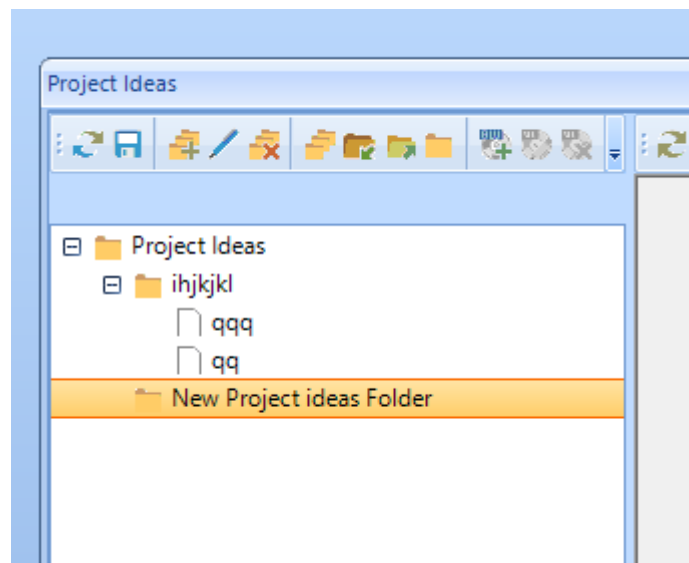 Project Ideas
Project Ideas
ihjkjkl
qqq
qq
New Project ideas Folder